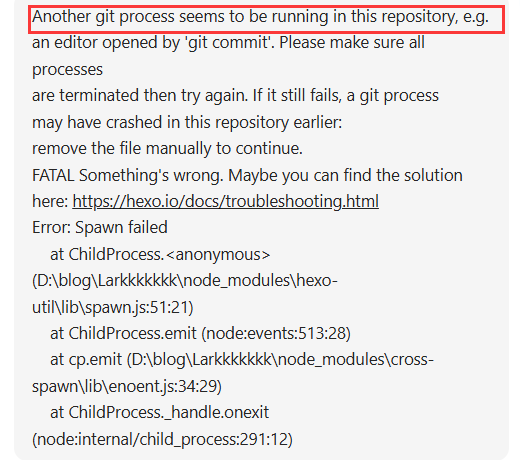 Another git process seems to be running in this repository, e.g.
an editor opened by 'git commit'. Please make sure all
processes
are terminated then try again. If it still fails, a git process
may have crashed in this repository earlier:
remove the file manually to continue.
FATAL Something's wrong. Maybe you can find the solution
here: https://hexo.io/docs/troubleshooting.html
Error: Spawn failed
at ChildProcess.<anonymous>
(D:\blog\Larkkkkkkk\node_modules\hexo-
util\lib\spawn.js:51:21)
at ChildProcess.emit (node:events:513:28)
at cp.emit (D:\blog\Larkkkkkkk\node_modules\cross-
spawn\lib\enoent.js:34:29)
at ChildProcess._handle.onexit
(node:internal/child_process:291:12)